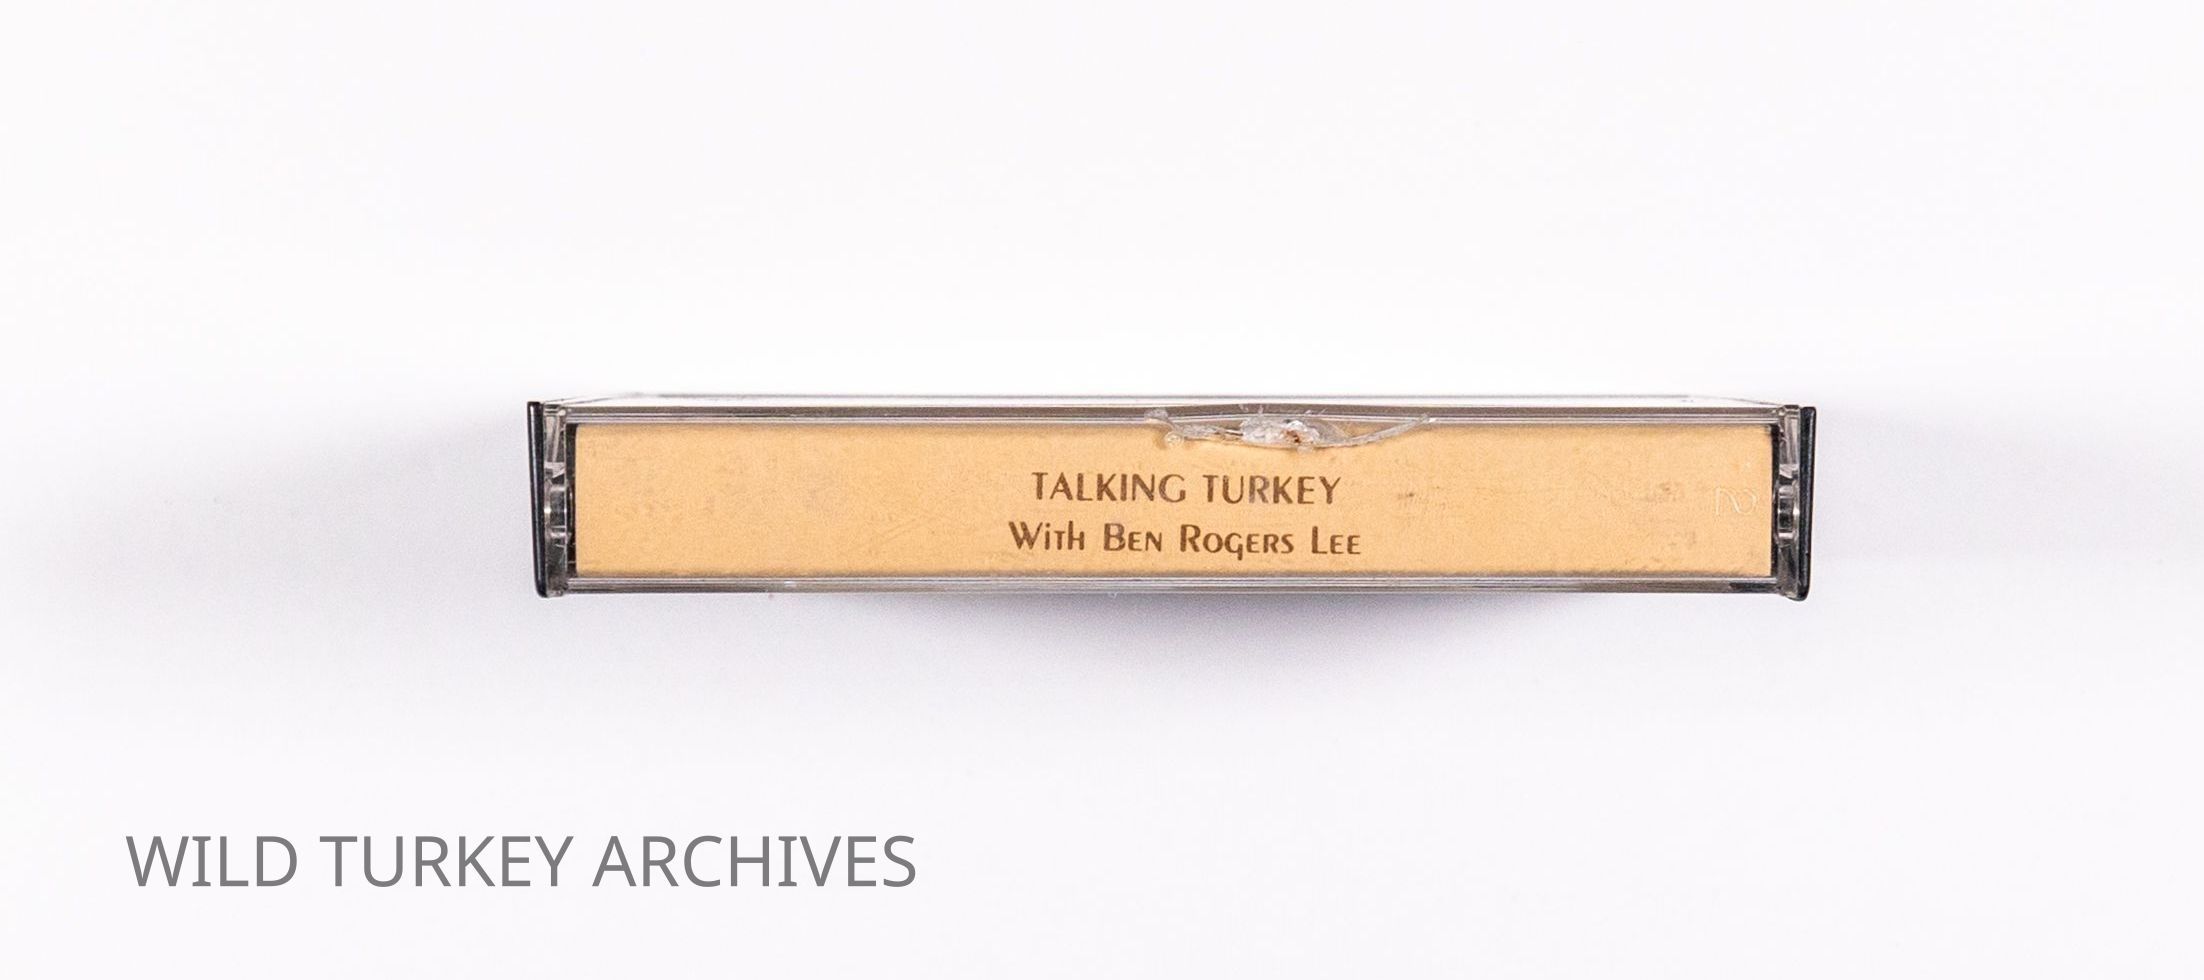 TALKING TURKEY
With Ben Rogers Lee
WILD TURKEY ARCHIVES